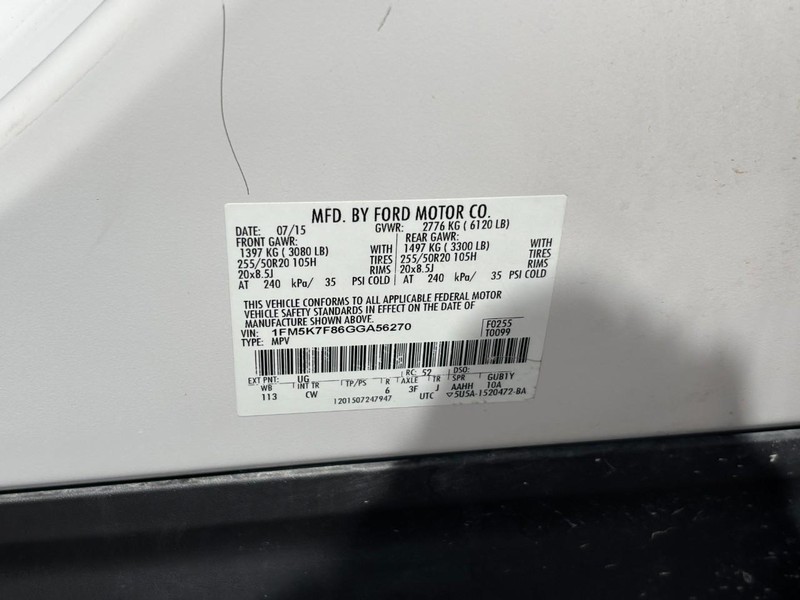 MFD. BY FORD MOTOR CO.
DATE: 07/15 GVWR: 2776 KG ( 6120 LB)
FRONT GAWR: REAR GAWR:
1397 KG ( 3080 LB) WITH 1497 KG ( 3300 LB) WITH
255/50R20 105H TIRES 255/50R20 105H TIRES
20x8.5J RIMS 20x8.5J RIMS
AT 240 kPa/ 35 PSI COLD AT 240 kPa/ 35 PSI COLD
THIS VEHICLE CONFORMS TO ALL APPLICABLE FEDERAL MOTOR
VEHICLE SAFETY STANDARDS IN EFFECT ON THE DATE OF
MANUFACTURE SHOWN ABOVE.
VIN: 1FM5K7F86GGA56270 F0255
TYPE: MPV T0099
EXT PNT: UG RC: 52 DSO:
WB INT TR TP/PS R AXLE TR SPR GUB1Y
113 CW 6 3F J AAHH 10A
1201507247947 UTC ▽5U5A-1520472-BA